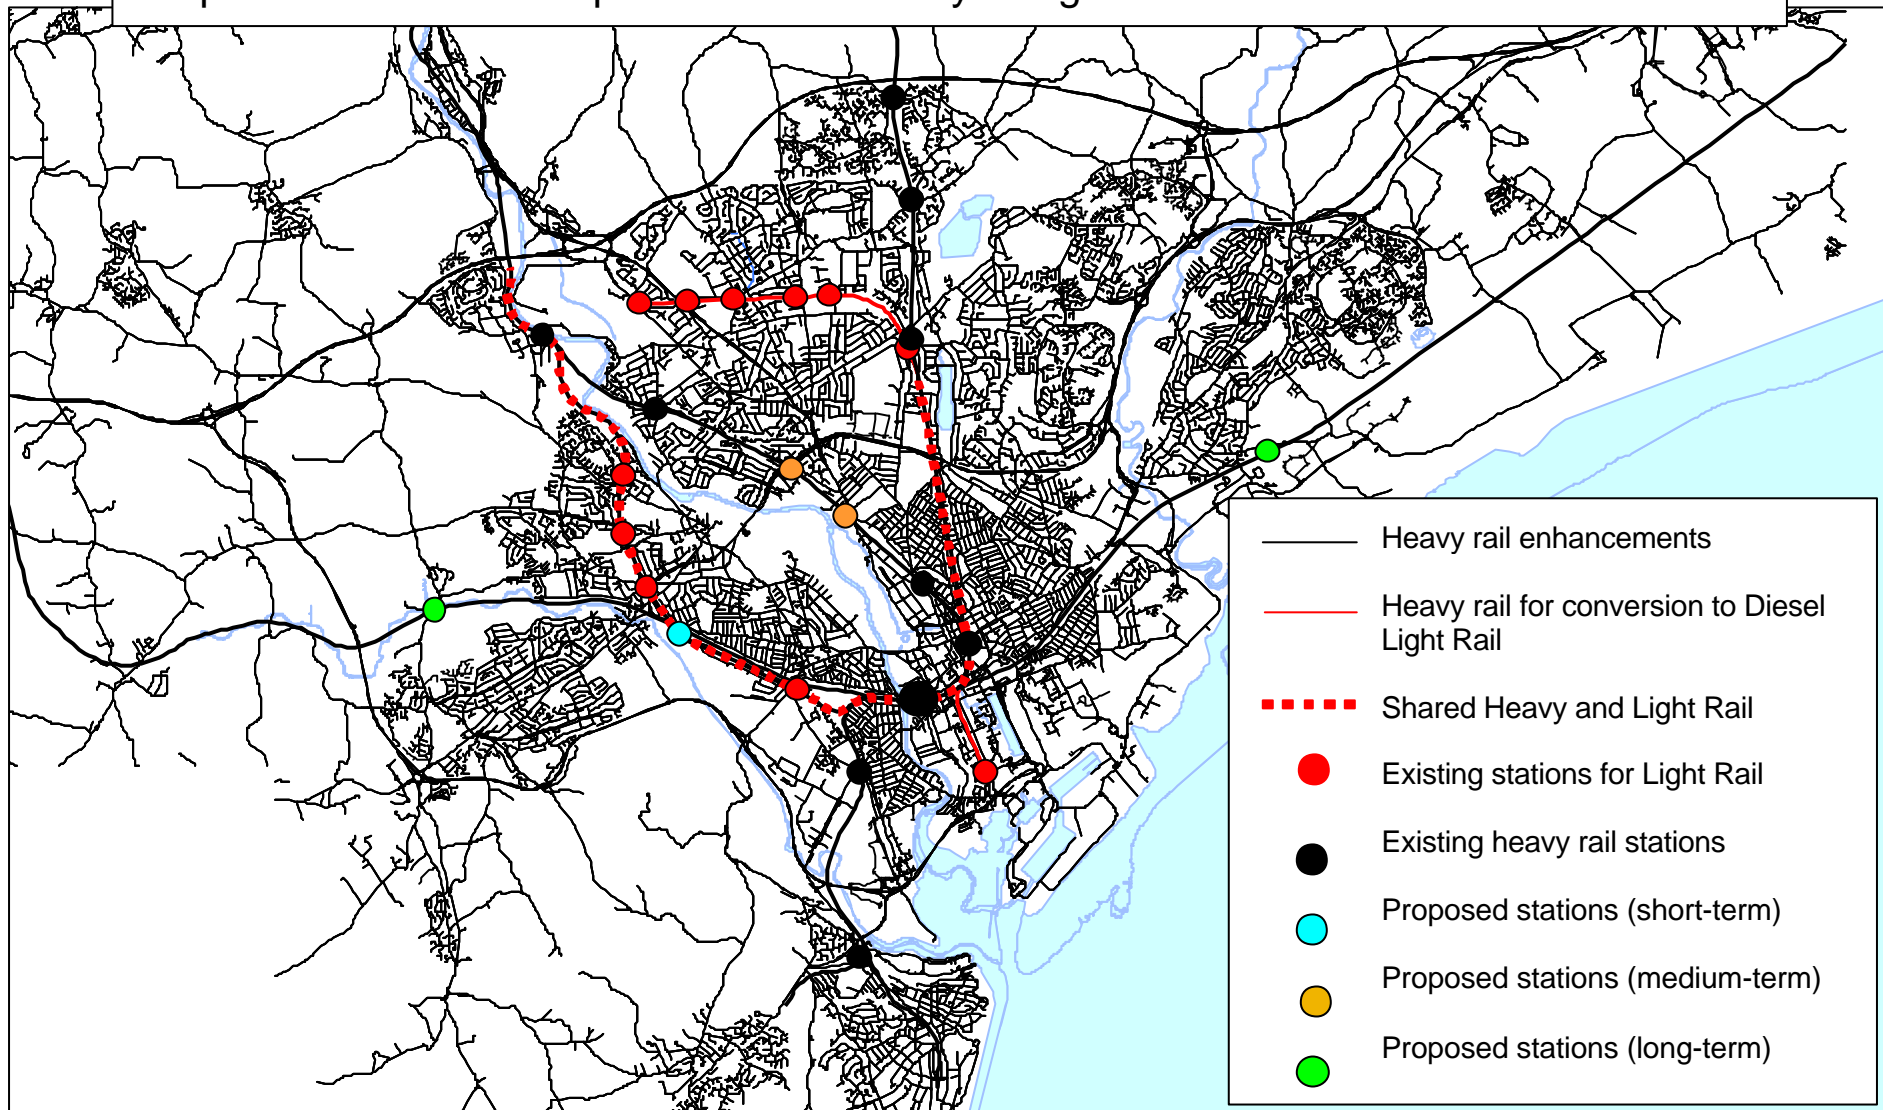 Heavy rail enhancements
Heavy rail for conversion to Diesel
Light Rail
Shared Heavy and Light Rail
Existing stations for Light Rail
Existing heavy rail stations
Proposed stations (short-term)
Proposed stations (medium-term)
Proposed stations (long-term)